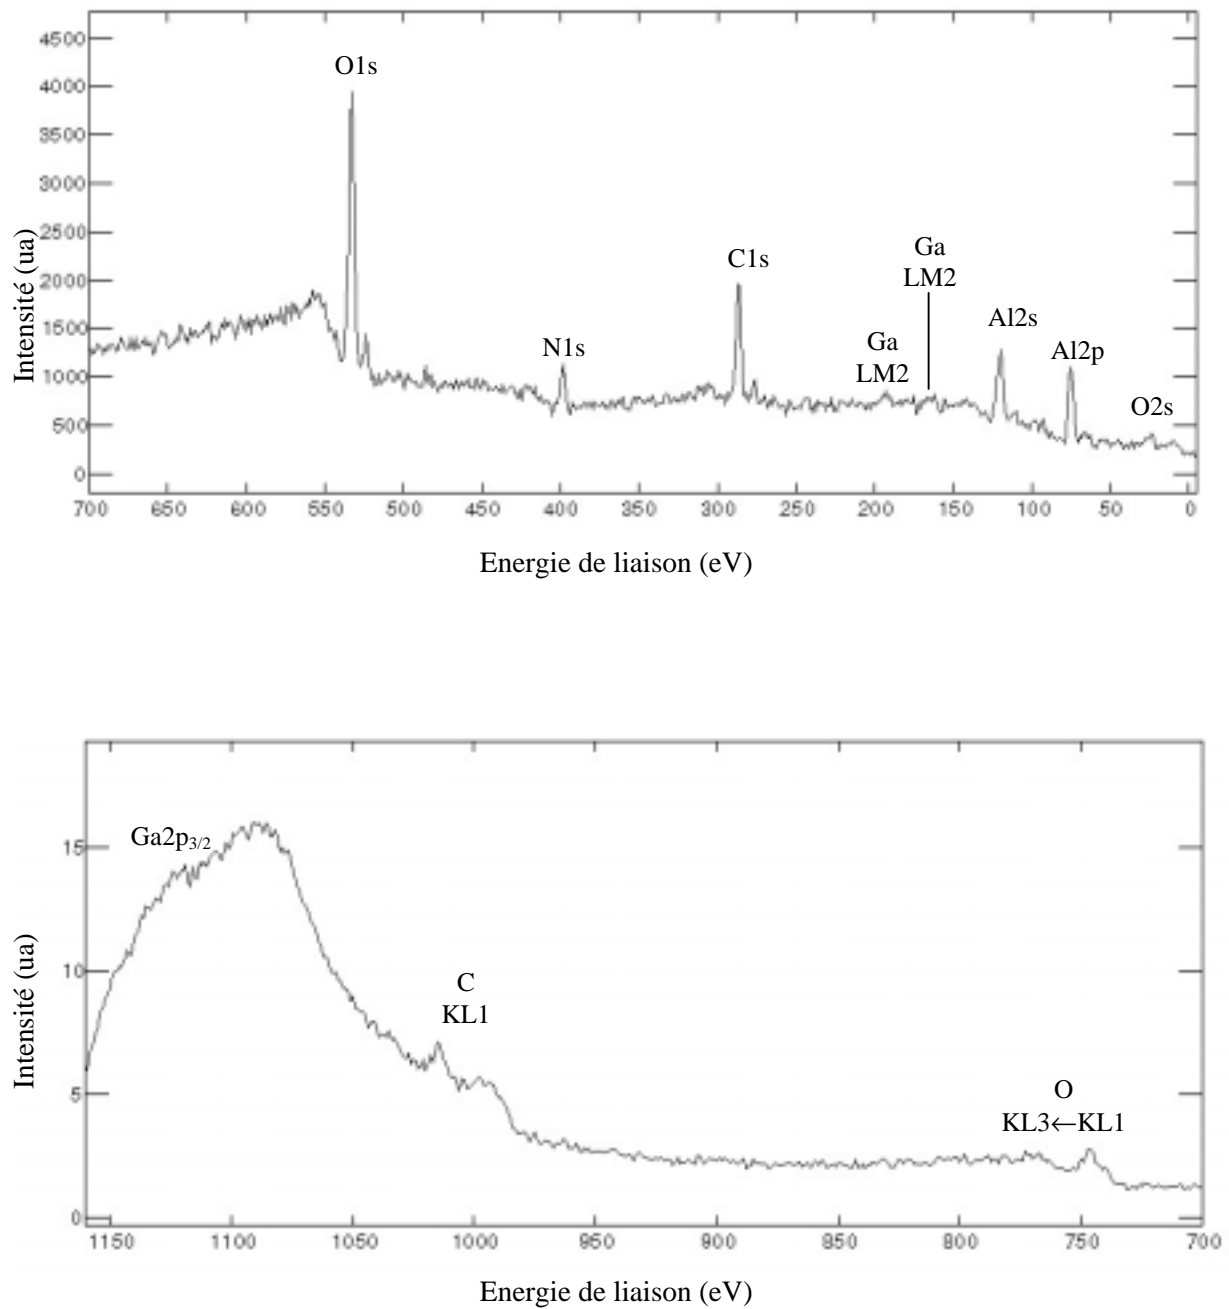 4500
4000
3500
3000
2500
2000
1500
1000
500
0
Intensité (ua)
O1s
N1s
C1s
Ga
LM2
Ga
LM2
Al2s
Al2p
O2s
700 650 600 550 500 450 400 350 300 250 200 150 100 50 0
Energie de liaison (eV)
15
10
5
0
Intensité (ua)
Ga2p3/2
C
KL1
O
KL3←KL1
1150 1100 1050 1000 950 900 850 800 750 700
Energie de liaison (eV)